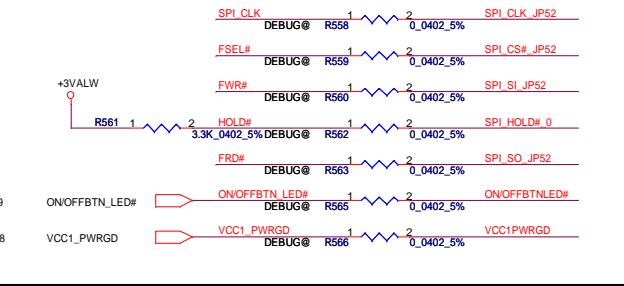 SPI_CLK 1 2 SPI_CLK_JP52
DEBUG@ R558 0_0402_5%
FSEL# 1 2 SPI_CS#_JP52
DEBUG@ R559 0_0402_5%
+3VALW FWR# 1 2 SPI_SI_JP52
DEBUG@ R560 0_0402_5%
R561 1 2 HOLD# 1 2 SPI_HOLD#_0
3.3K_0402_5% DEBUG@ R562 0_0402_5%
FRD# 1 2 SPI_SO_JP52
DEBUG@ R563 0_0402_5%
9 ON/OFFBTN_LED# ON/OFFBTN_LED# 1 2 ON/OFFBTNLED#
DEBUG@ R565 0_0402_5%
8 VCC1_PWRGD VCC1_PWRGD 1 2 VCC1PWRGD
DEBUG@ R566 0_0402_5%